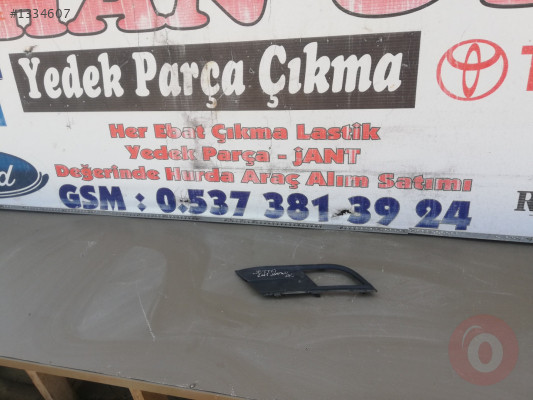 #1334607
Yedek Parça Çıkma
Her Ebat Çıkma Lastik
Yedek Parça - jANT
Değerinde Hurda Araç Alım Satımı
GSM : 0.537 381 39 24